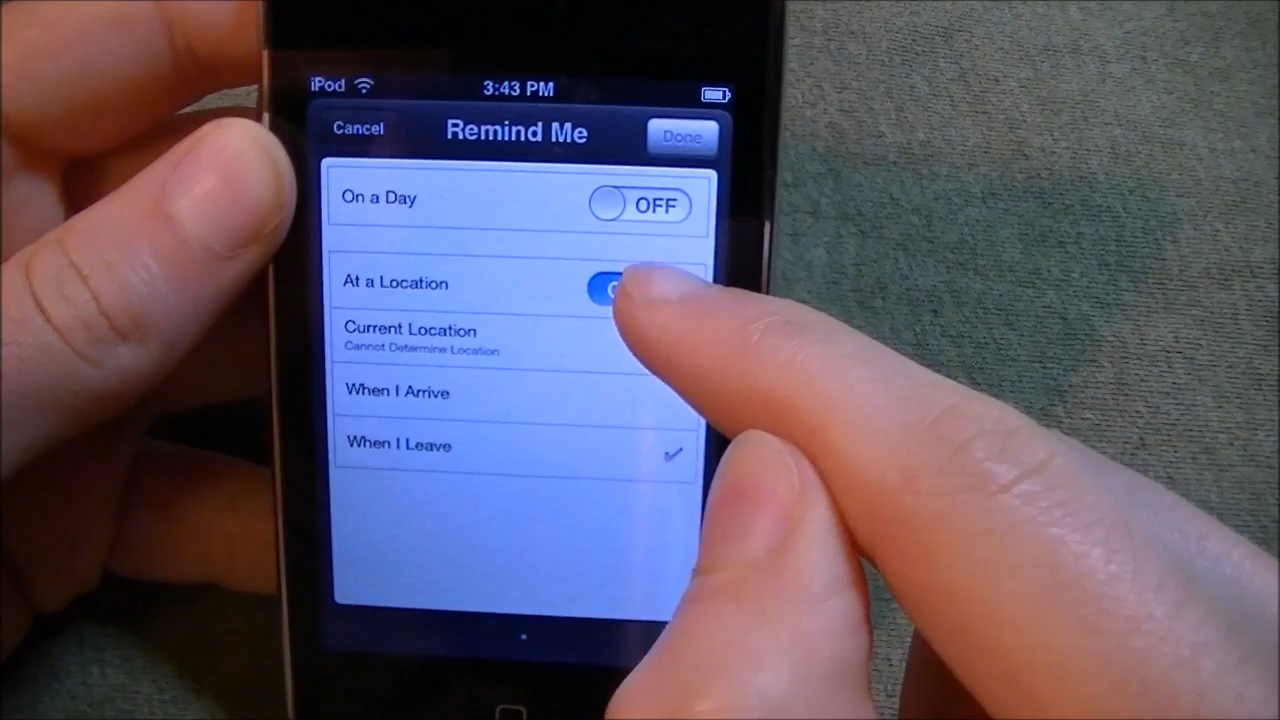 iPod 3:43 PM
Cancel Remind Me Done
On a Day OFF
At a Location
Current Location
Cannot Determine Location
When I Arrive
When I Leave